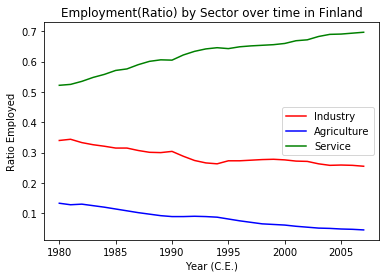 Employment(Ratio) by Sector over time in Finland
0.7
0.6
0.5
0.4
0.3
0.2
0.1
Ratio Employed
Industry
Agriculture
Service
1980 1985 1990 1995 2000 2005
Year (C.E.)